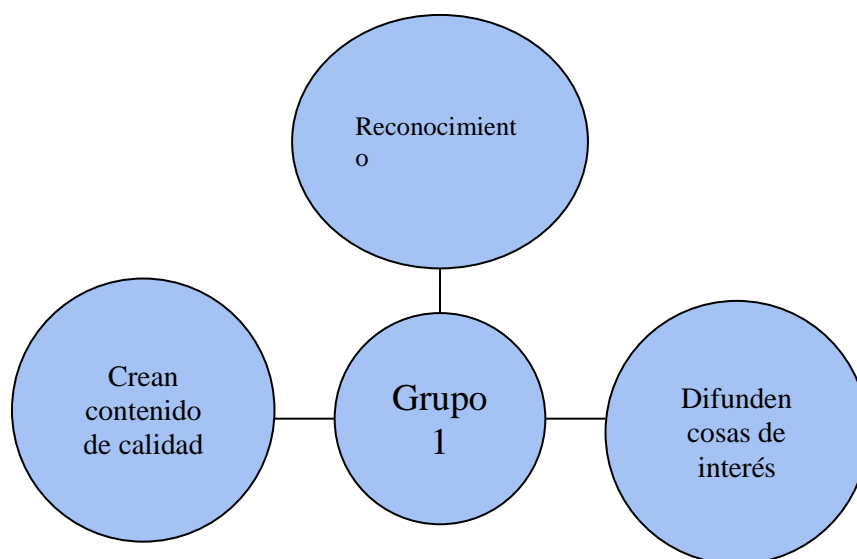 Reconocimient
o
Crean
contenido
de calidad
Grupo
1
Difunden
cosas de
interés